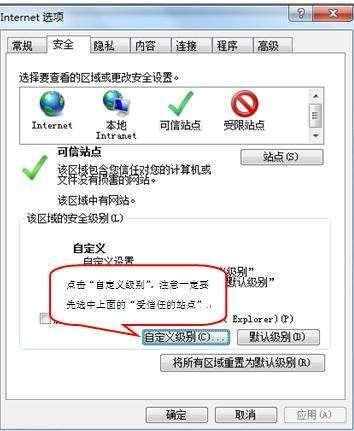 Internet 选项
常规 安全 隐私 内容 连接 程序 高级
选择要查看的区域或更改安全设置。
Internet 本地 Intranet 可信站点 受限站点
可信站点
站点(S)
该区域包含您信任对您的计算机或
文件没有损害的网站。
该区域中有网站。
该区域的安全级别(L)
自定义
自定义设置
级别”
默认级别”
点击“自定义级别”，注意一定要
先选中上面的“受信任的站点”.
Explorer)(P)
自定义级别(C)... 默认级别(D)
将所有区域重置为默认级别(R)
确定 取消 应用(A)